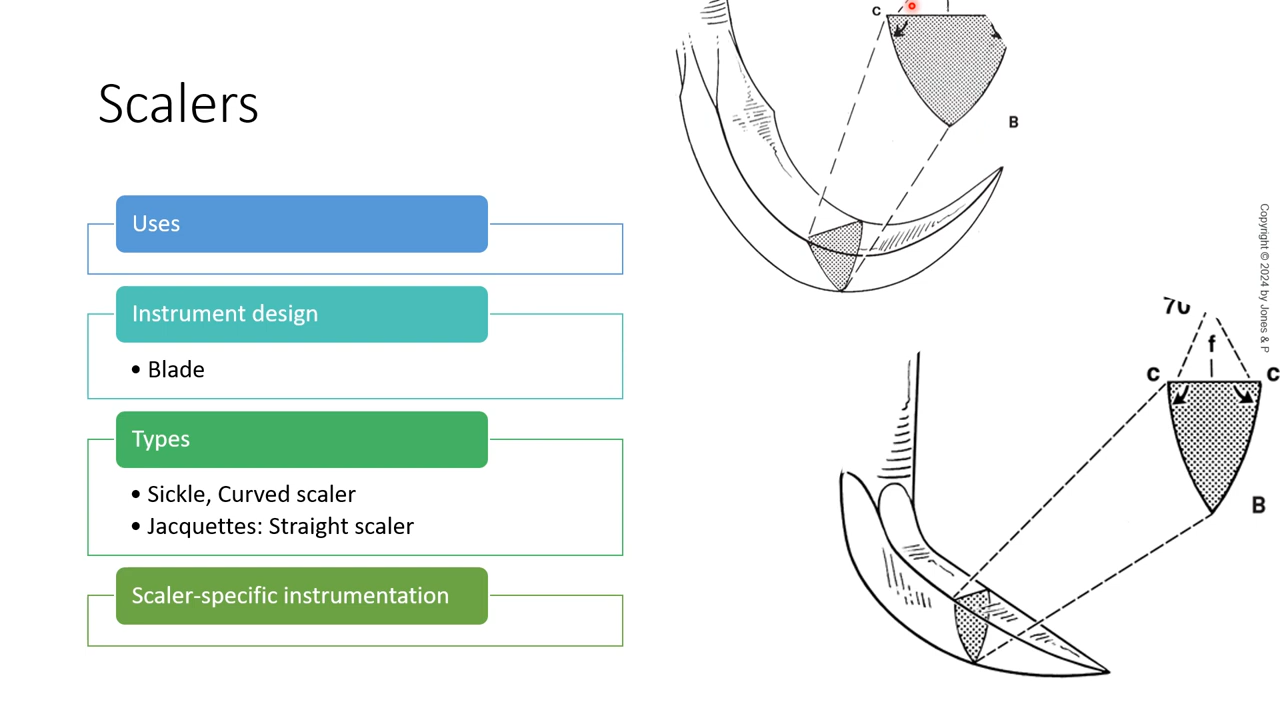 Scalers
Uses
Instrument design
• Blade
Types
• Sickle, Curved scaler
• Jacquettes: Straight scaler
Scaler-specific instrumentation
c
B
70
f
c
c
B
Copyright © 2024 by Jones & P